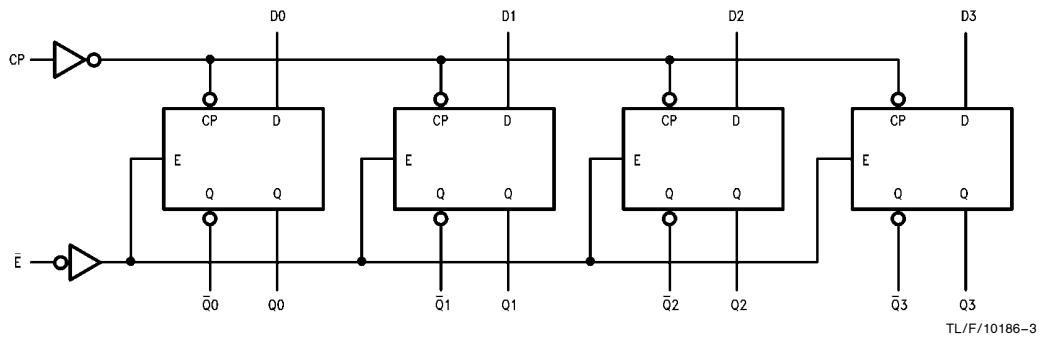 D0 D1 D2 D3
CP
CP D CP D CP D CP D
E E E E
Q Q Q Q Q Q Q Q
E̅
Q̅0 Q0 Q̅1 Q1 Q̅2 Q2 Q̅3 Q3
TL/F/10186–3